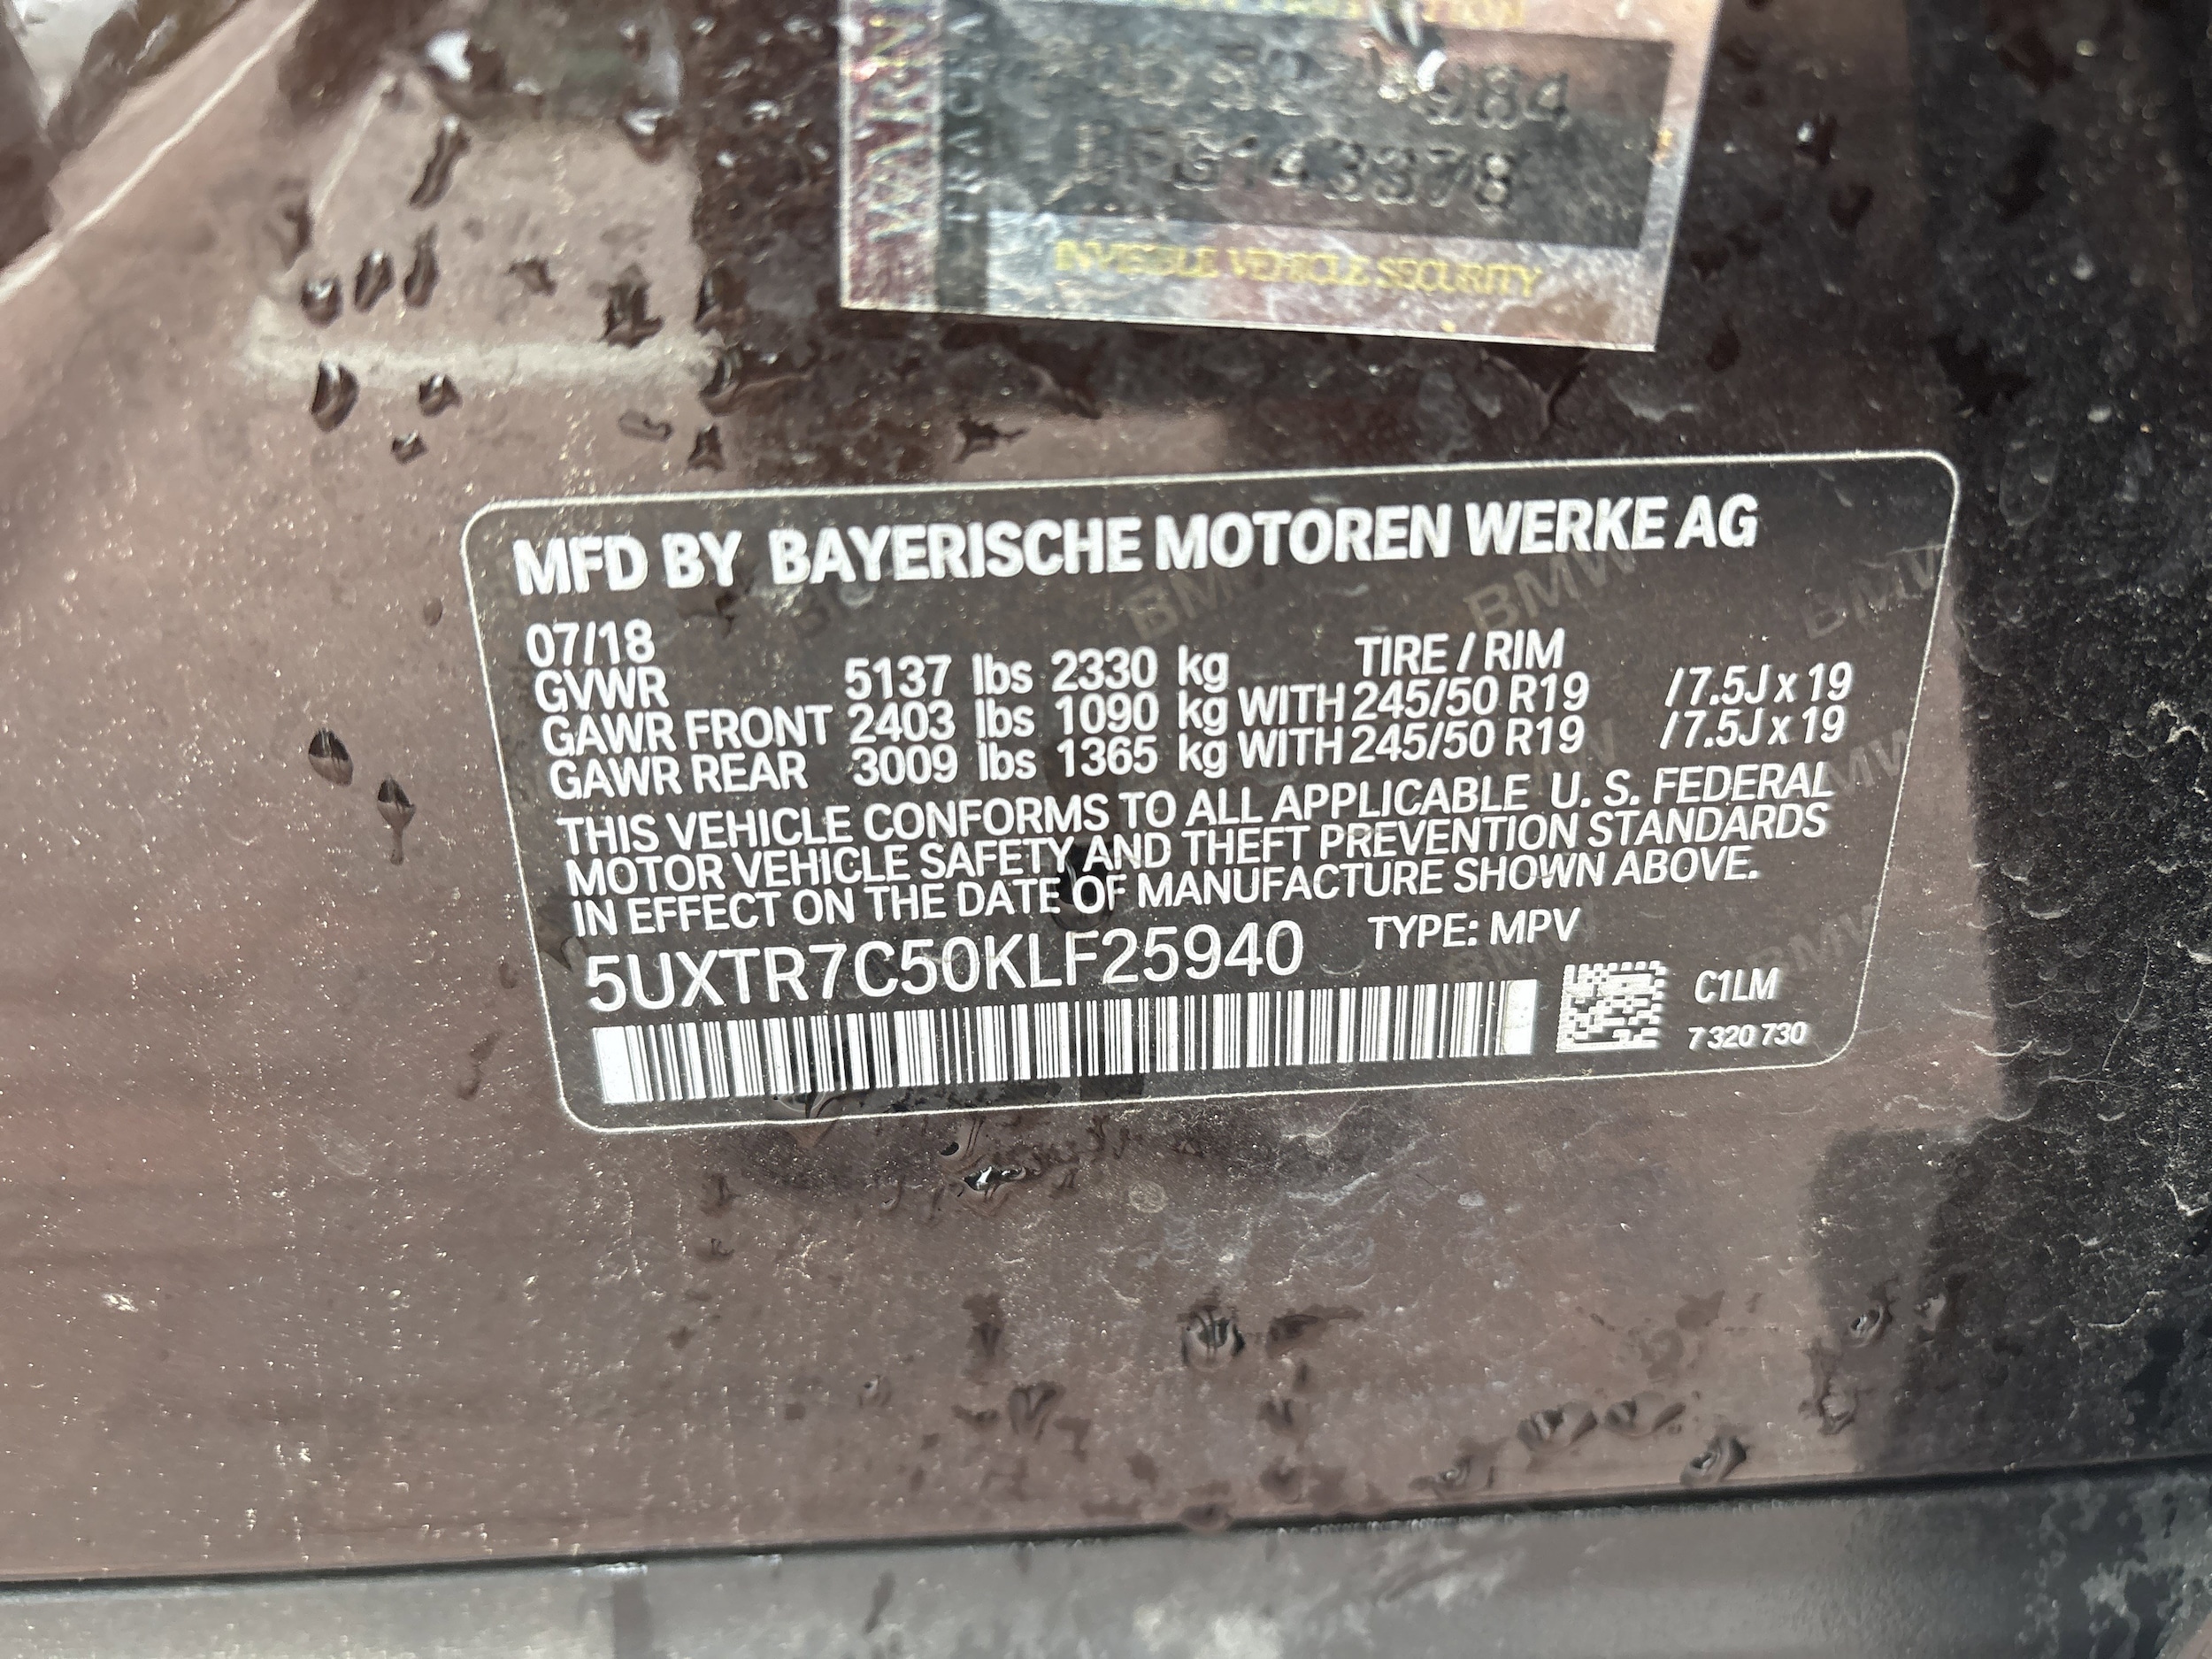 WARN
984
143378
INVISIBLE VEHICLE SECURITY
MFD BY BAYERISCHE MOTOREN WERKE AG
07/18 TIRE / RIM
GVWR 5137 lbs 2330 kg
GAWR FRONT 2403 lbs 1090 kg WITH 245/50 R19 / 7.5J x 19
GAWR REAR 3009 lbs 1365 kg WITH 245/50 R19 / 7.5J x 19
THIS VEHICLE CONFORMS TO ALL APPLICABLE U. S. FEDERAL
MOTOR VEHICLE SAFETY AND THEFT PREVENTION STANDARDS
IN EFFECT ON THE DATE OF MANUFACTURE SHOWN ABOVE.
5UXTR7C50KLF25940 TYPE: MPV
C1LM
7 320 730